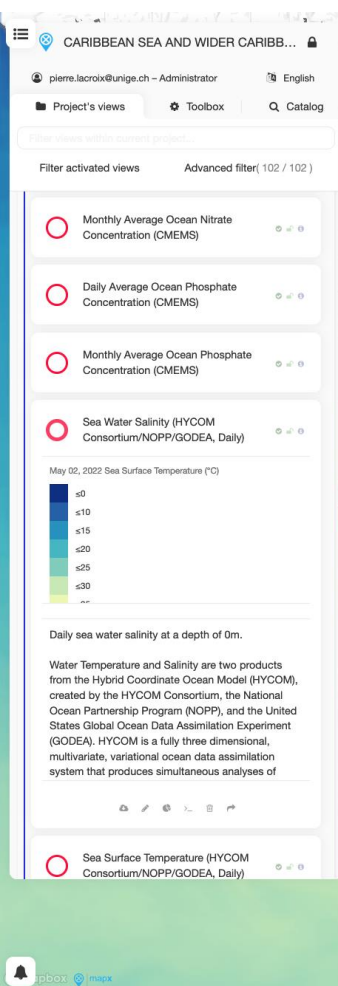 CARIBBEAN SEA AND WIDER CARIBB...
pierre.lacroix@unige.ch – Administrator
English
Project's views
Toolbox
Catalog
Filter views within current project...
Filter activated views
Advanced filter( 102 / 102 )
Monthly Average Ocean Nitrate
Concentration (CMEMS)
Daily Average Ocean Phosphate
Concentration (CMEMS)
Monthly Average Ocean Phosphate
Concentration (CMEMS)
Sea Water Salinity (HYCOM
Consortium/NOPP/GODEA, Daily)
May 02, 2022 Sea Surface Temperature (°C)
≤0
≤10
≤15
≤20
≤25
≤30
Daily sea water salinity at a depth of 0m.
Water Temperature and Salinity are two products
from the Hybrid Coordinate Ocean Model (HYCOM),
created by the HYCOM Consortium, the National
Ocean Partnership Program (NOPP), and the United
States Global Ocean Data Assimilation Experiment
(GODEA). HYCOM is a fully three dimensional,
multivariate, variational ocean data assimilation
system that produces simultaneous analyses of
Sea Surface Temperature (HYCOM
Consortium/NOPP/GODEA, Daily)
mapx